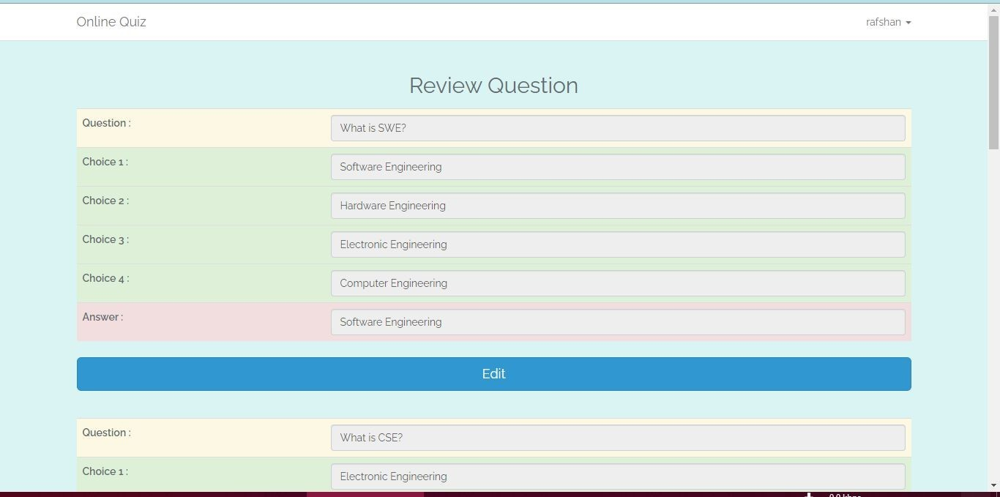 Online Quiz
rafshan
Review Question
Question : What is SWE?
Choice 1 : Software Engineering
Choice 2 : Hardware Engineering
Choice 3 : Electronic Engineering
Choice 4 : Computer Engineering
Answer : Software Engineering
Edit
Question : What is CSE?
Choice 1 : Electronic Engineering